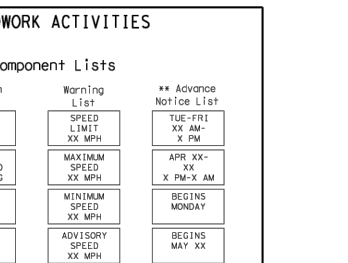 WORK ACTIVITIES
omponent Lists
Warning
List
** Advance
Notice List
SPEED
LIMIT
XX MPH
TUE-FRI
XX AM-
X PM
MAXIMUM
SPEED
XX MPH
APR XX-
XX
X PM-X AM
MINIMUM
SPEED
XX MPH
BEGINS
MONDAY
ADVISORY
SPEED
XX MPH
BEGINS
MAY XX